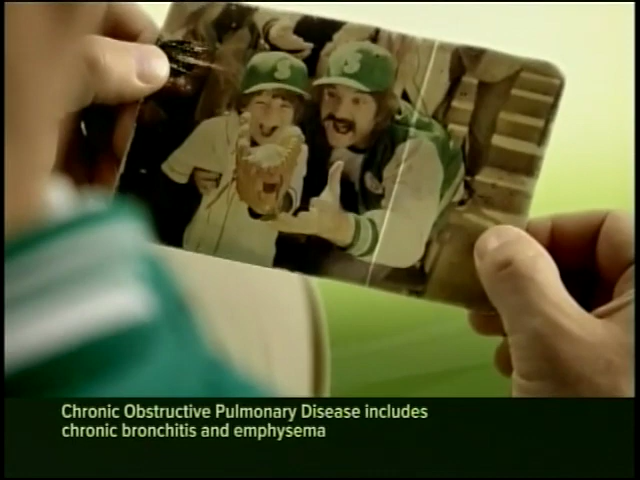 S S
Chronic Obstructive Pulmonary Disease includes
chronic bronchitis and emphysema